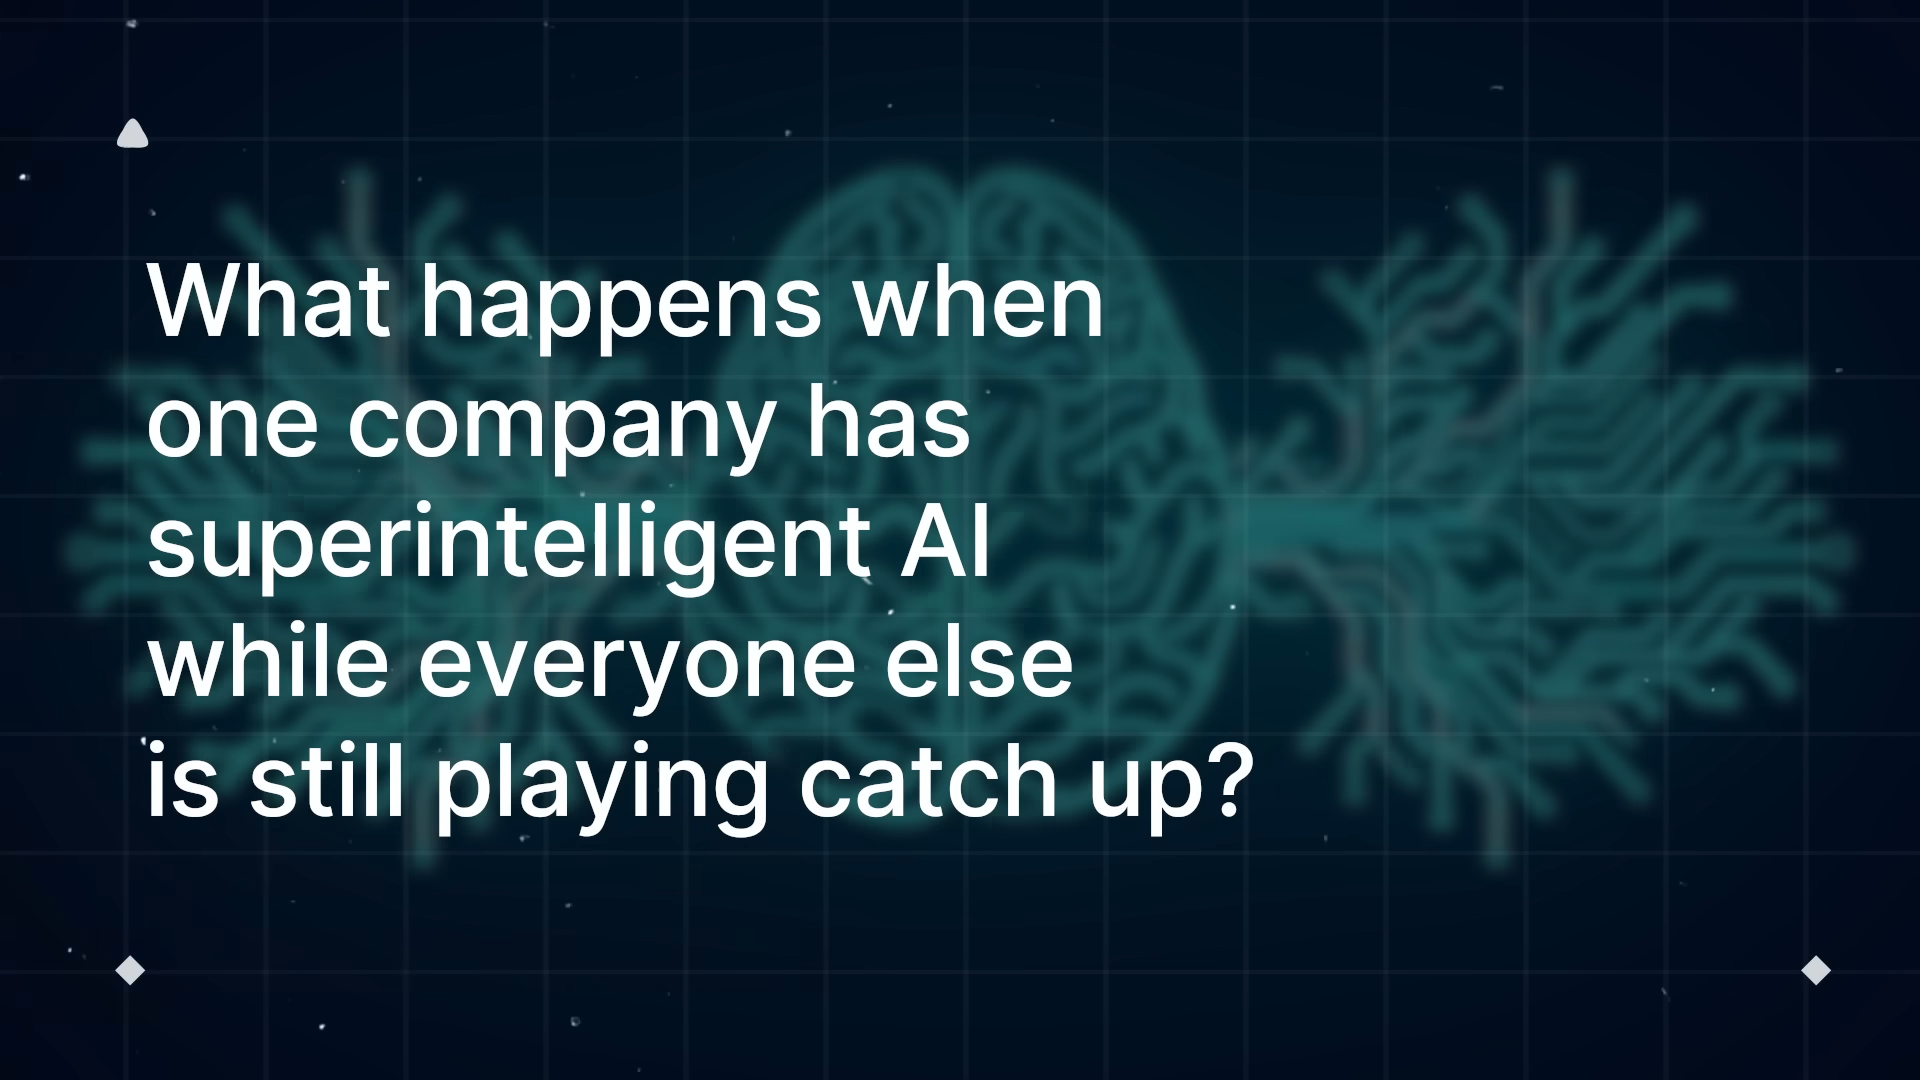 What happens when
one company has
superintelligent AI
while everyone else
is still playing catch up?